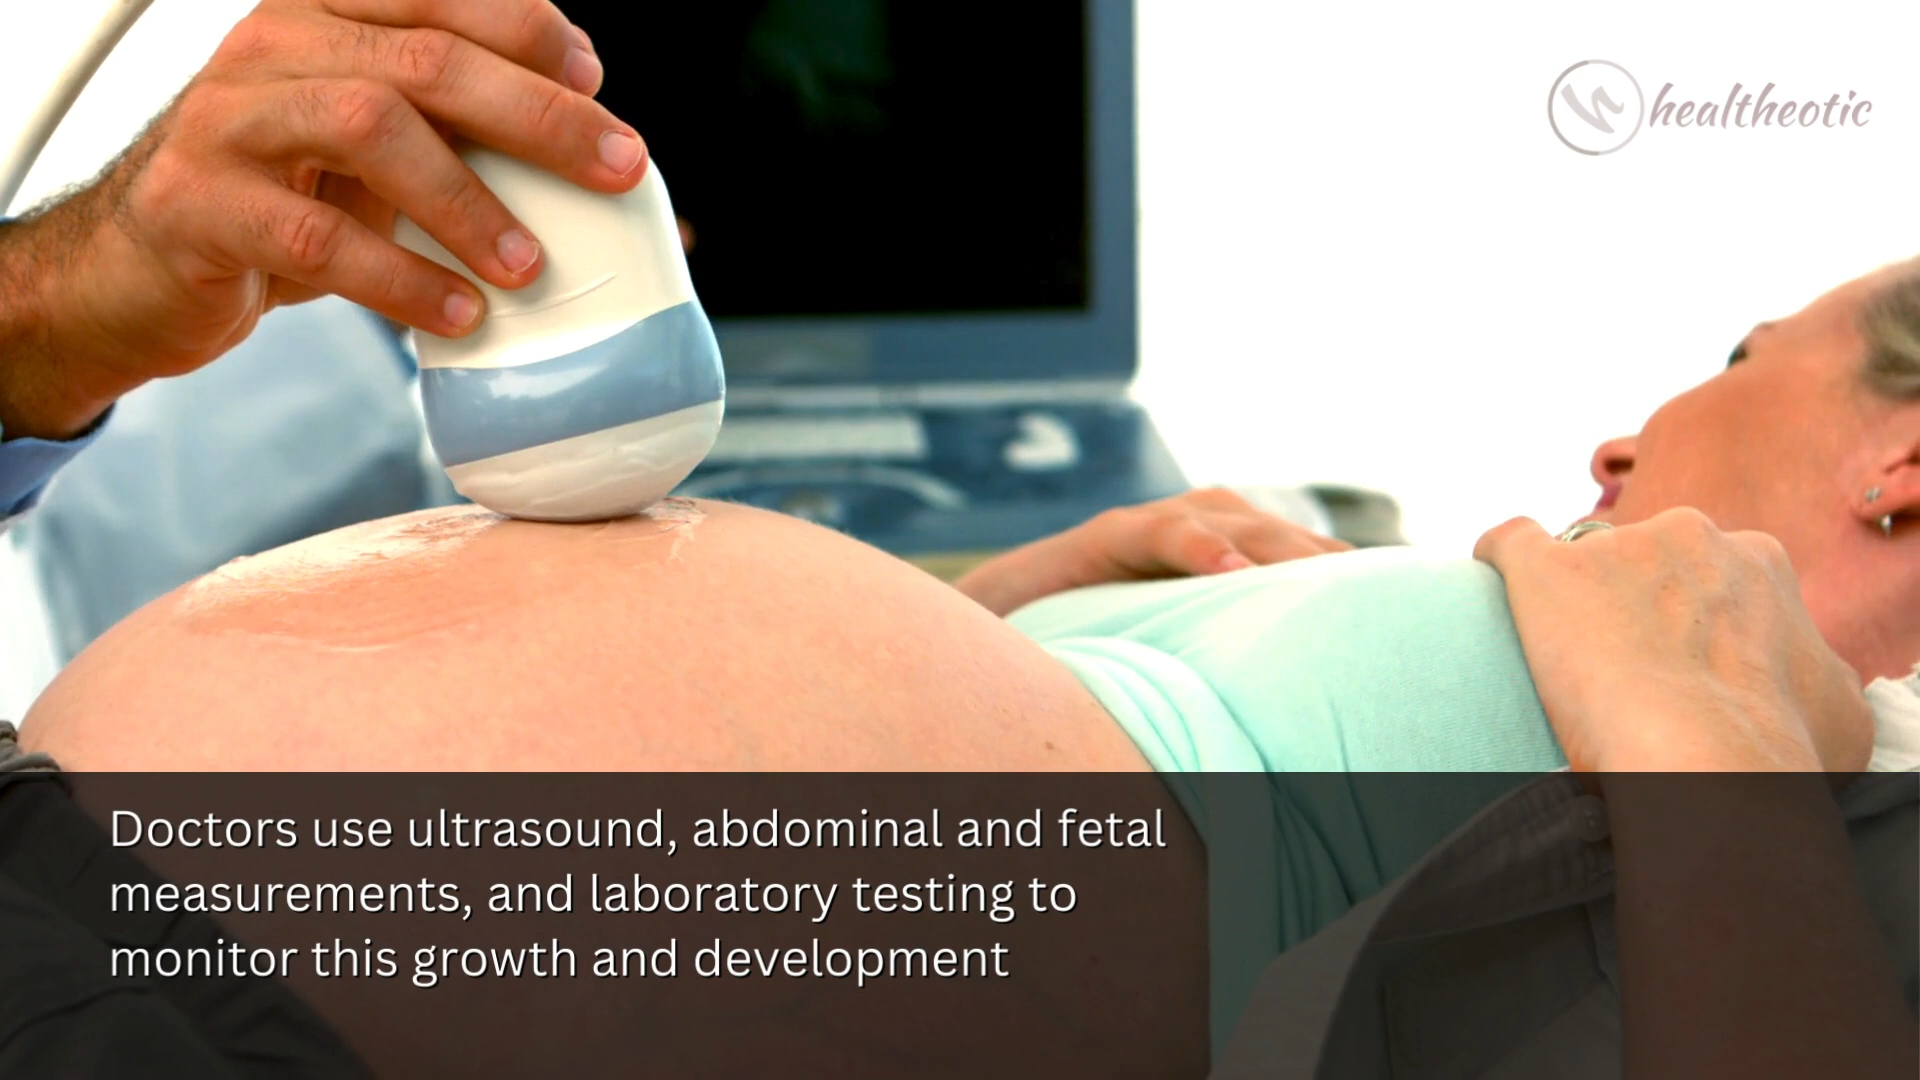 healtheotic
Doctors use ultrasound, abdominal and fetal
measurements, and laboratory testing to
monitor this growth and development